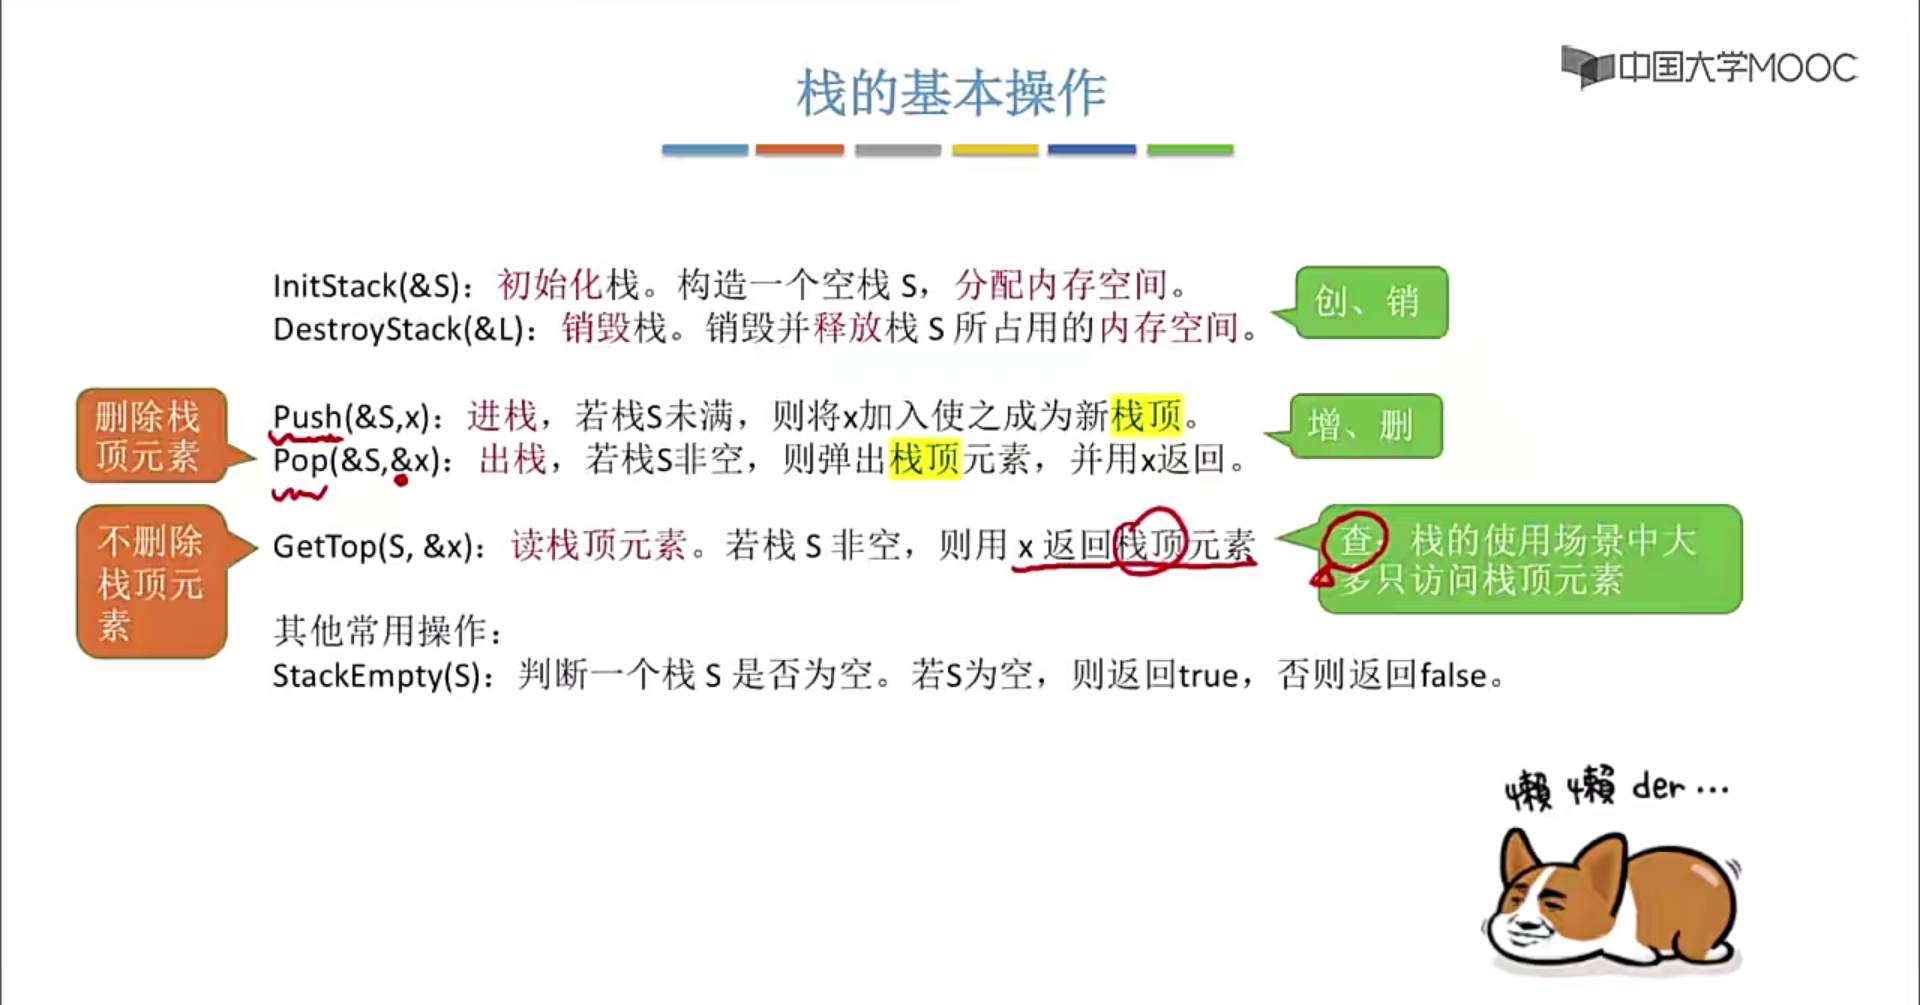 中国大学MOOC
栈的基本操作
InitStack(&S)：初始化栈。构造一个空栈 S，分配内存空间。
DestroyStack(&L)：销毁栈。销毁并释放栈 S 所占用的内存空间。
创、销
删除栈
顶元素
Push(&S,x)：进栈，若栈S未满，则将x加入使之成为新栈顶。
Pop(&S,&x)：出栈，若栈S非空，则弹出栈顶元素，并用x返回。
增、删
不删除
栈顶元
素
GetTop(S, &x)：读栈顶元素。若栈 S 非空，则用 x 返回栈顶元素
查：栈的使用场景中大
多只访问栈顶元素
其他常用操作：
StackEmpty(S)：判断一个栈 S 是否为空。若S为空，则返回true，否则返回false。
懒懒 der…